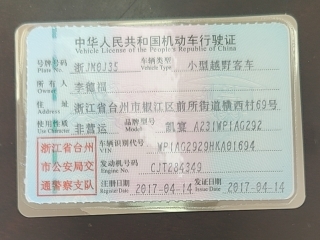 中华人民共和国机动车行驶证
Vehicle License of the People's Republic of China
号牌号码 浙JM0J35 车辆类型 小型越野客车
Plate No. Vehicle Type
所有人 李德福
Owner
住址 浙江省台州市椒江区前所街道横西村69号
Address
使用性质 非营运 品牌型号 凯宴 A231WP1AG292
Use Character Model
浙江省台州市公安局交通警察支队
车辆识别代号 WP1AG2929HKA01694
VIN
发动机号码 CJT284349
Engine No.
注册日期 2017-04-14 发证日期 2017-04-14
Register Date Issue Date